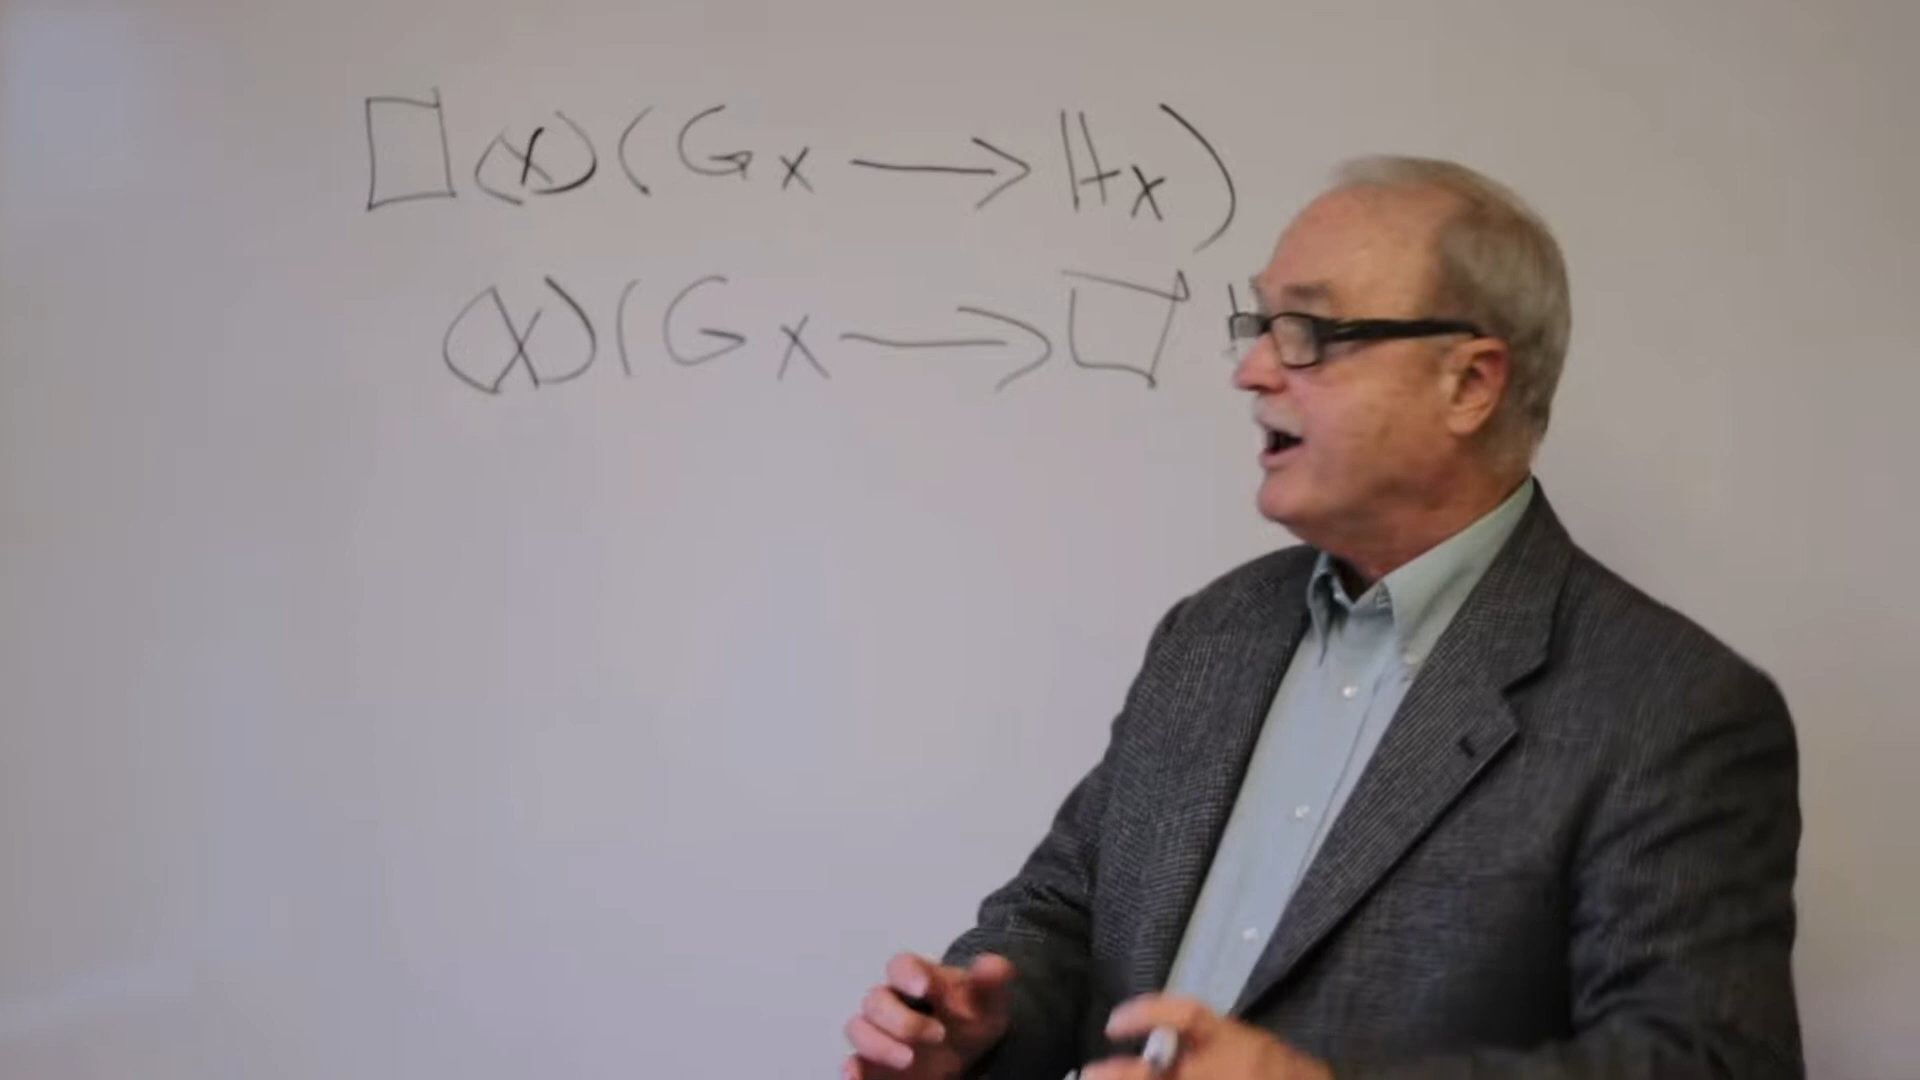 □(x)(Gx → Hx)
(x)(Gx → □